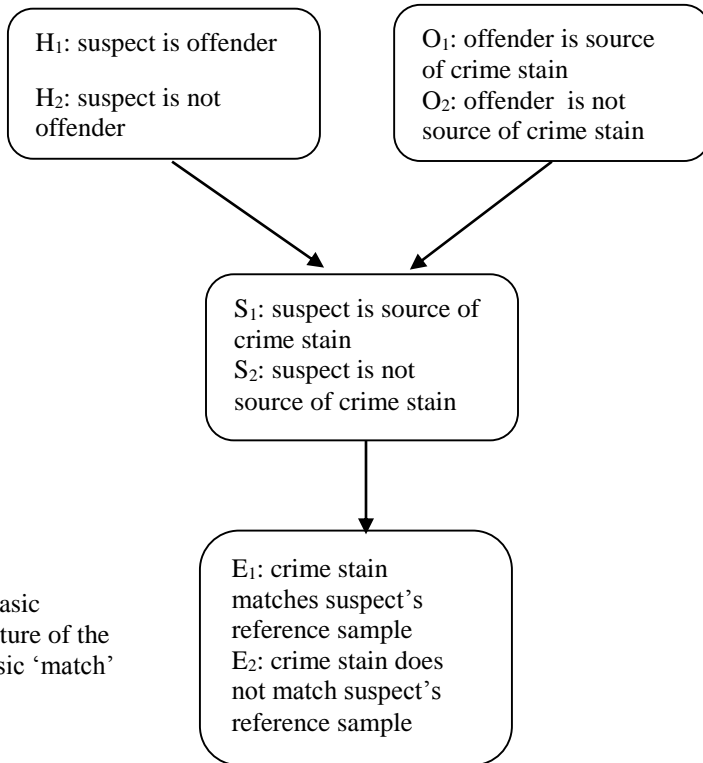 H₁: suspect is offender
H₂: suspect is not
offender
O₁: offender is source
of crime stain
O₂: offender is not
source of crime stain
S₁: suspect is source of
crime stain
S₂: suspect is not
source of crime stain
E₁: crime stain
matches suspect's
reference sample
E₂: crime stain does
not match suspect's
reference sample
asic
ture of the
sic ‘match’